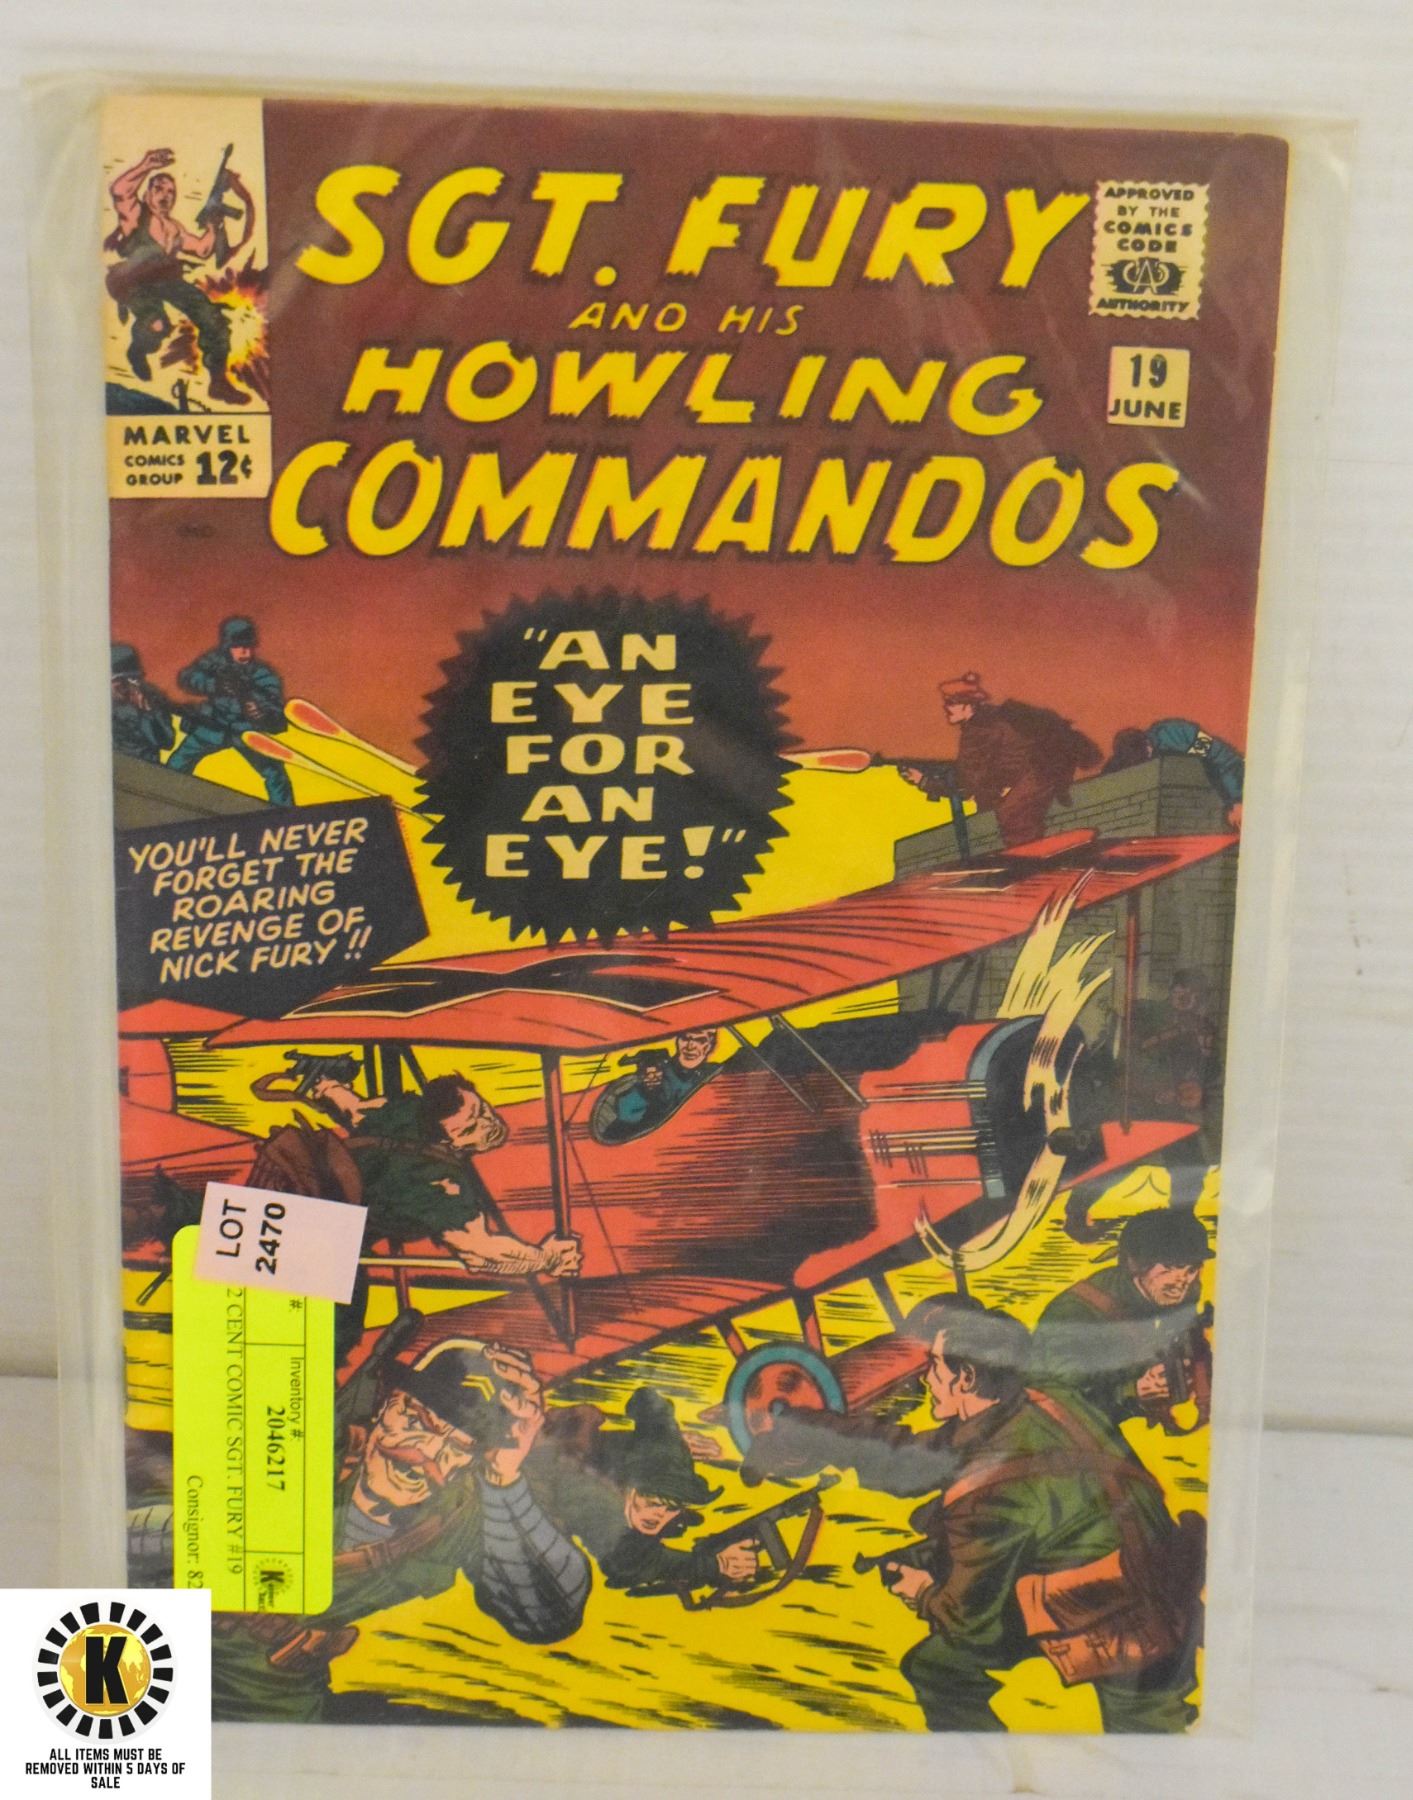 SGT. FURY
AND HIS
HOWLING
COMMANDOS
APPROVED
BY THE
COMICS
CODE
AUTHORITY
19
JUNE
MARVEL
COMICS
GROUP 12¢
"AN
EYE
FOR
AN
EYE!"
YOU'LL NEVER
FORGET THE
ROARING
REVENGE OF
NICK FURY!!
LOT
2470
#:
Inventory #:
2046217
2 CENT COMIC SGT. FURY #19
Consignor: 82
K
ALL ITEMS MUST BE
REMOVED WITHIN 5 DAYS OF
SALE